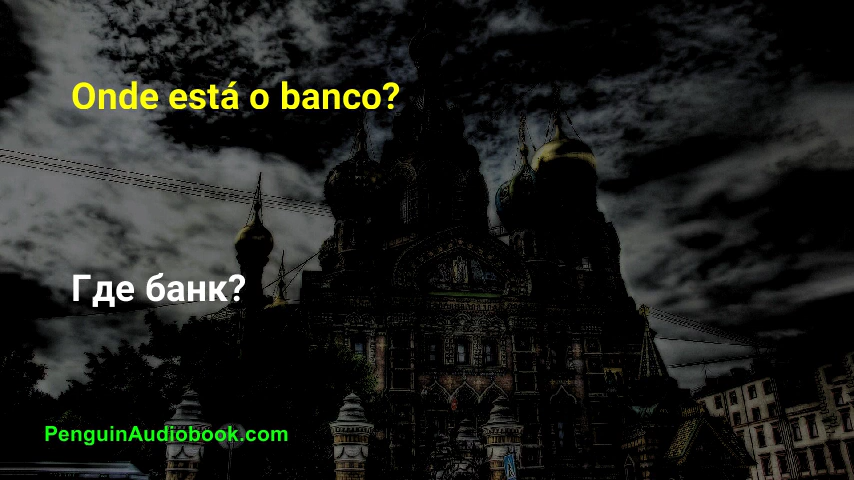 Onde está o banco?
Где банк?
PenguinAudiobook.com